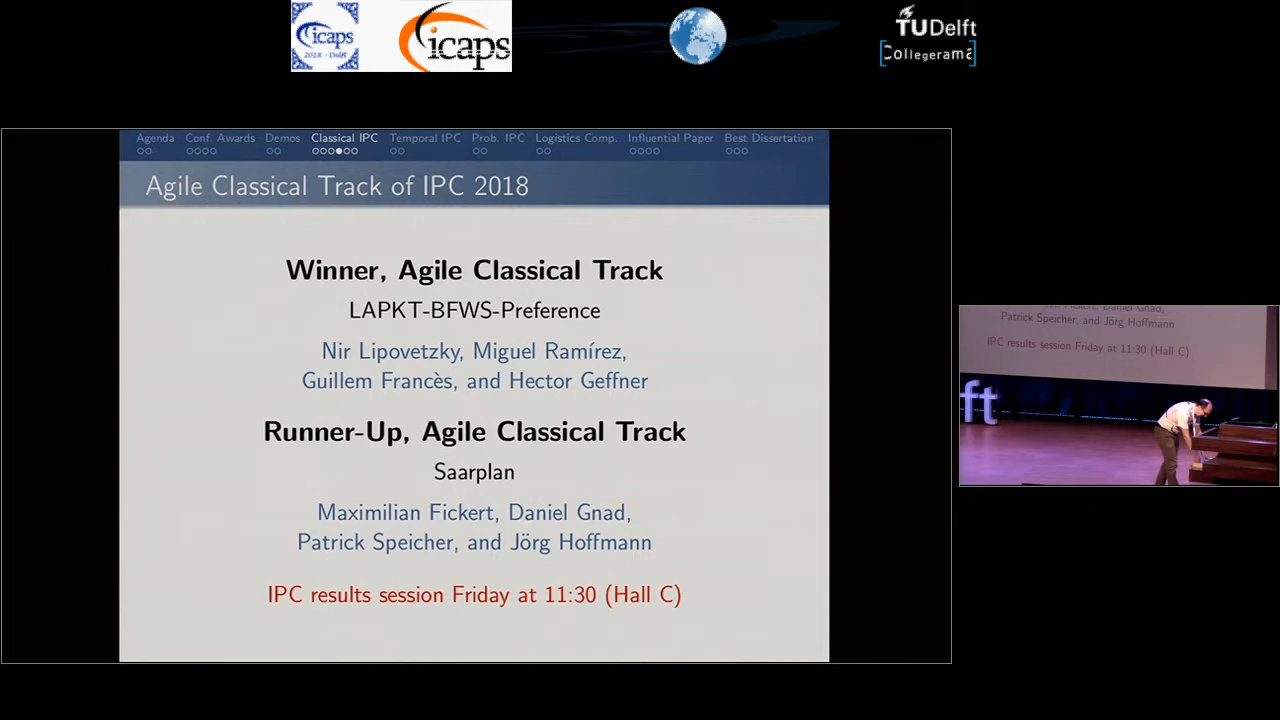 icaps
2018 - Delft
icaps
TUDelft
Collegerama
Agenda Conf. Awards Demos Classical IPC Temporal IPC Prob. IPC Logistics Comp. Influential Paper Best Dissertation
Agile Classical Track of IPC 2018
Winner, Agile Classical Track
LAPKT-BFWS-Preference
Nir Lipovetzky, Miguel Ramírez,
Guillem Francès, and Hector Geffner
Runner-Up, Agile Classical Track
Saarplan
Maximilian Fickert, Daniel Gnad,
Patrick Speicher, and Jörg Hoffmann
IPC results session Friday at 11:30 (Hall C)
Fickert, Daniel Gnad,
Patrick Speicher, and Jörg Hoffmann
IPC results session Friday at 11:30 (Hall C)
ft